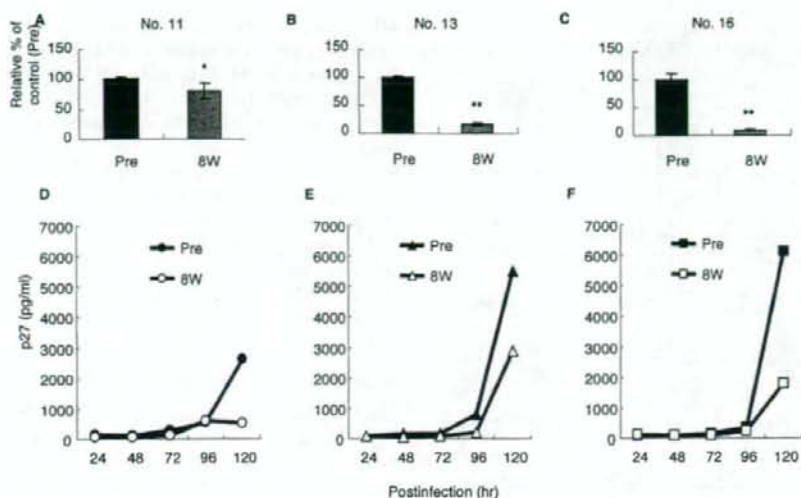 A No. 11
B No. 13
C No. 16
Relative % of
control (Pre)
150
100
50
0
*
Pre 8W
150
100
50
0
**
Pre 8W
150
100
50
0
**
Pre 8W
D
p27 (pg/ml)
7000
6000
5000
4000
3000
2000
1000
0
Pre
8W
24 48 72 96 120
E
7000
6000
5000
4000
3000
2000
1000
0
Pre
8W
24 48 72 96 120
F
7000
6000
5000
4000
3000
2000
1000
0
Pre
8W
24 48 72 96 120
Postinfection (hr)